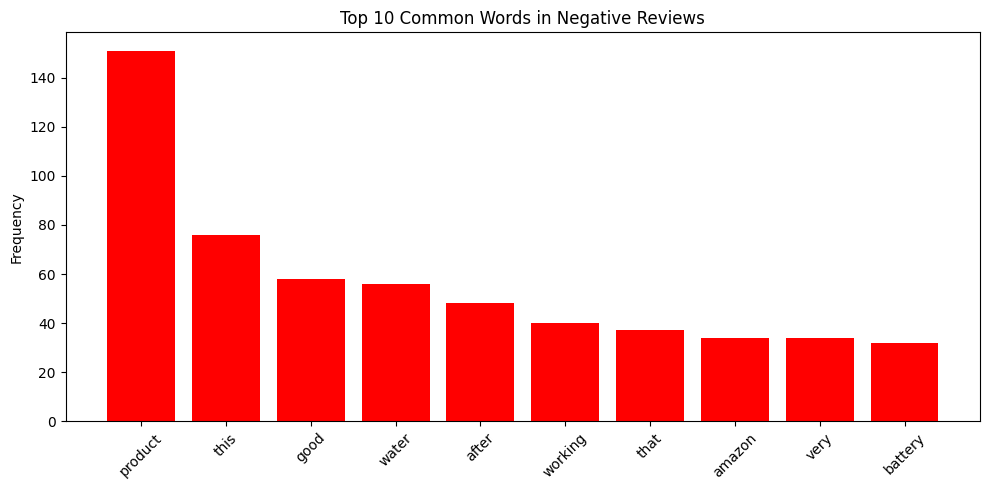 Top 10 Common Words in Negative Reviews
Frequency
140
120
100
80
60
40
20
0
product this good water after working that amazon very battery